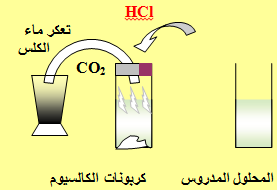 HCl
تعكر ماء
الكلس
CO₂
المحلول المدروس
كربونات الكالسيوم